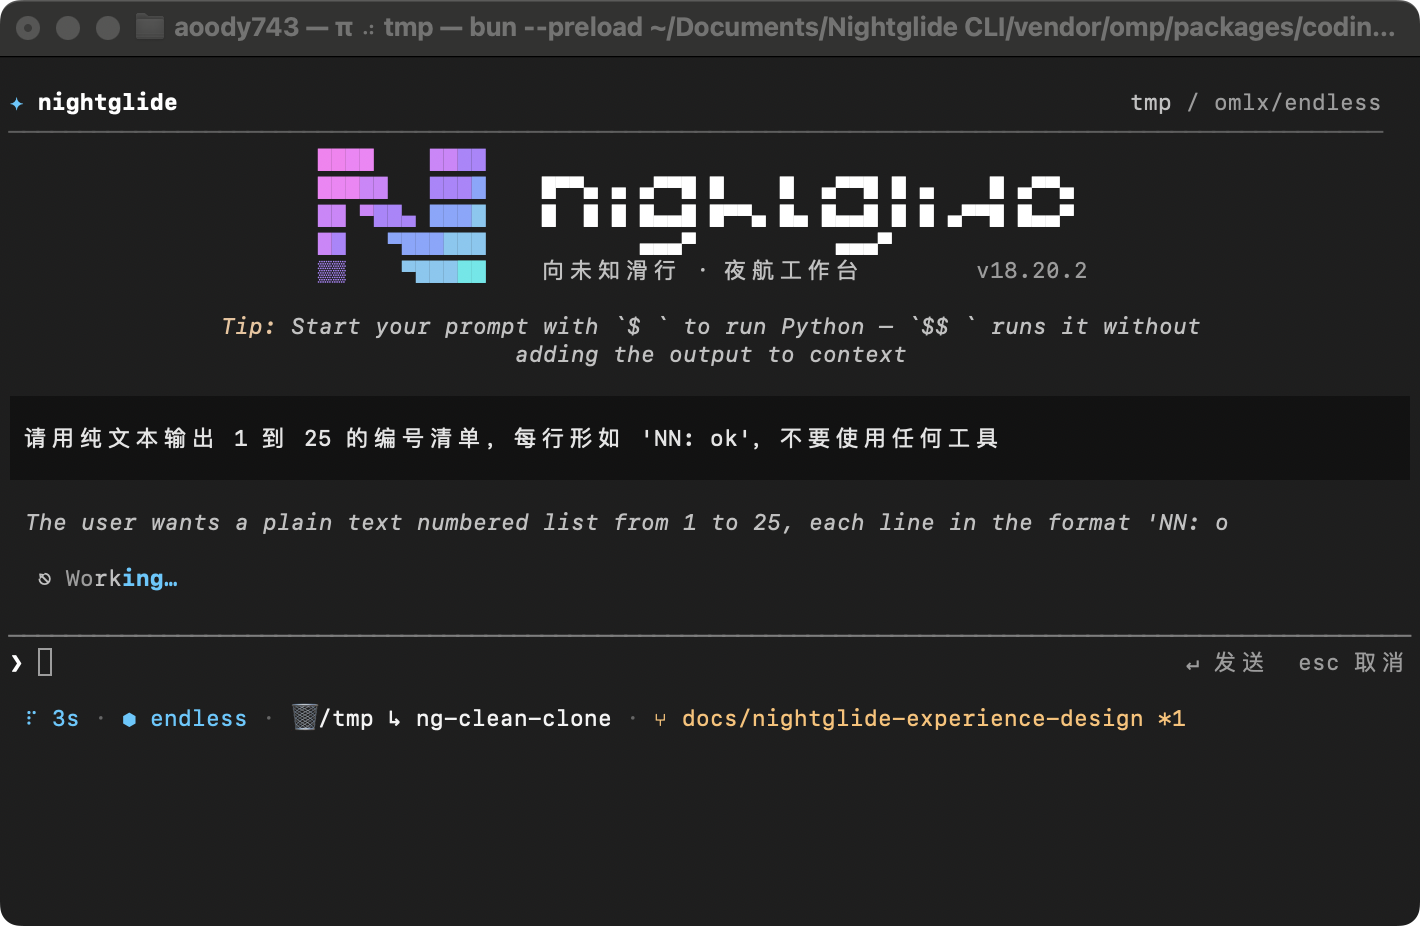 aoody743 — π ⠴ tmp — bun --preload ~/Documents/Nightglide CLI/vendor/omp/packages/codin...
✦ nightglide
tmp / omlx/endless
nightglide
向未知滑行 · 夜航工作台 v18.20.2
Tip: Start your prompt with `$ ` to run Python — `$$ ` runs it without
adding the output to context
请用纯文本输出 1 到 25 的编号清单，每行形如 'NN: ok'，不要使用任何工具
The user wants a plain text numbered list from 1 to 25, each line in the format 'NN: o
Working…
❯ ↵ 发送 esc 取消
⠏ 3s · ⬢ endless · 🗑/tmp ↳ ng-clean-clone · ⑂ docs/nightglide-experience-design *1